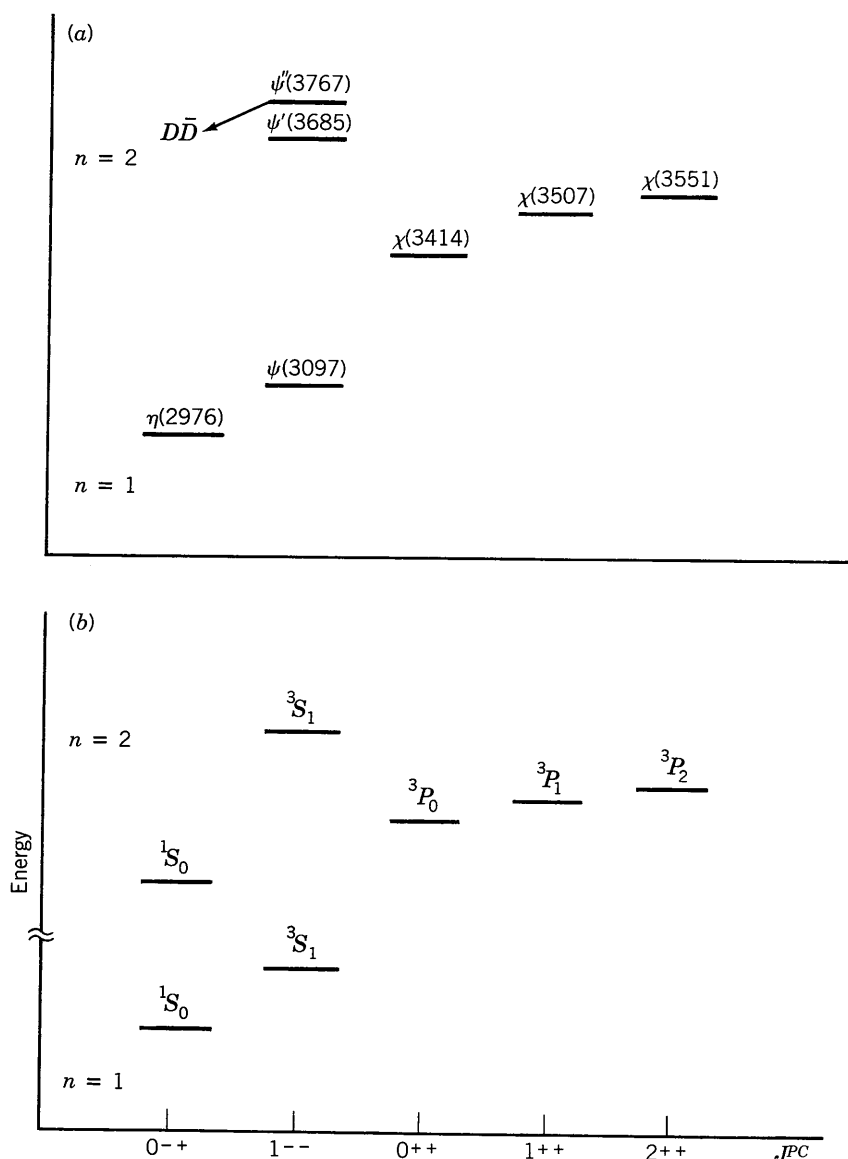 (a)
ψ″(3767)
DD̄
ψ′(3685)
n = 2
χ(3551)
χ(3507)
χ(3414)
ψ(3097)
η(2976)
n = 1
(b)
³S₁
n = 2
³P₂
³P₁
³P₀
¹S₀
Energy
³S₁
¹S₀
n = 1
0-+ 1-- 0++ 1++ 2++ Jᴾᶜ